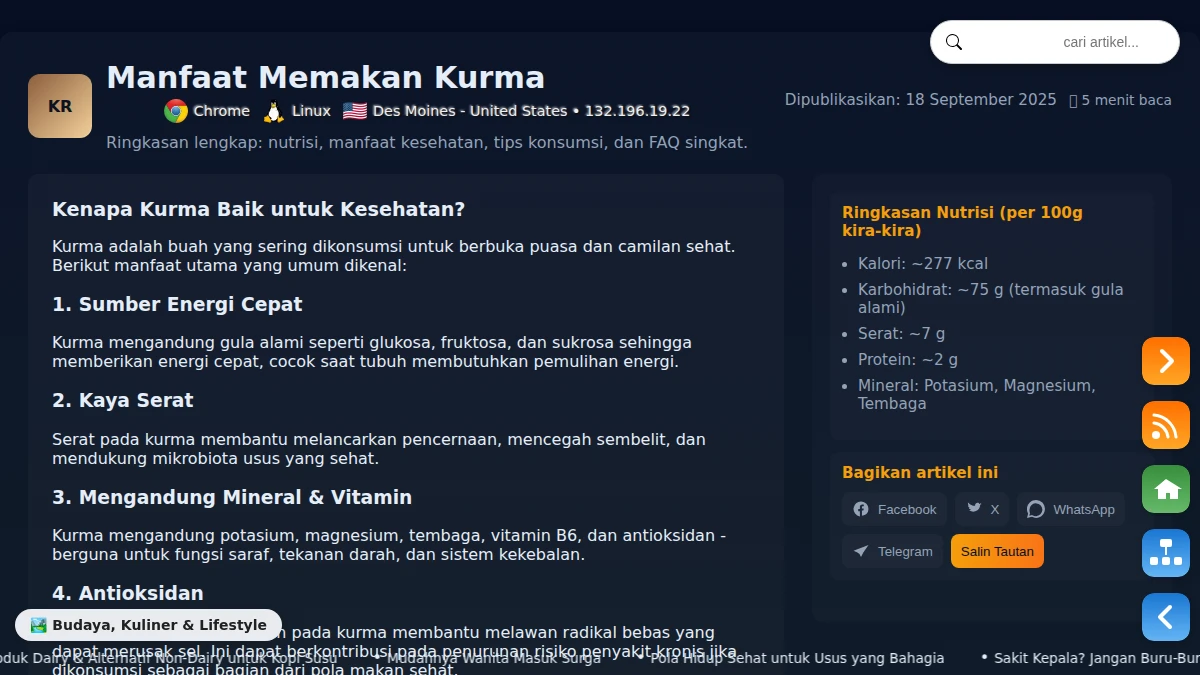 cari artikel...
KR
Manfaat Memakan Kurma
Chrome Linux Des Moines - United States • 132.196.19.22
Ringkasan lengkap: nutrisi, manfaat kesehatan, tips konsumsi, dan FAQ singkat.
Dipublikasikan: 18 September 2025 5 menit baca
Kenapa Kurma Baik untuk Kesehatan?
Kurma adalah buah yang sering dikonsumsi untuk berbuka puasa dan camilan sehat.
Berikut manfaat utama yang umum dikenal:
1. Sumber Energi Cepat
Kurma mengandung gula alami seperti glukosa, fruktosa, dan sukrosa sehingga
memberikan energi cepat, cocok saat tubuh membutuhkan pemulihan energi.
2. Kaya Serat
Serat pada kurma membantu melancarkan pencernaan, mencegah sembelit, dan
mendukung mikrobiota usus yang sehat.
3. Mengandung Mineral & Vitamin
Kurma mengandung potasium, magnesium, tembaga, vitamin B6, dan antioksidan -
berguna untuk fungsi saraf, tekanan darah, dan sistem kekebalan.
4. Antioksidan
pada kurma membantu melawan radikal bebas yang
dapat merusak sel. Ini dapat berkontribusi pada penurunan risiko penyakit kronis jika
dikonsumsi sebagai bagian dari pola makan sehat.
Ringkasan Nutrisi (per 100g
kira-kira)
• Kalori: ~277 kcal
• Karbohidrat: ~75 g (termasuk gula
alami)
• Serat: ~7 g
• Protein: ~2 g
• Mineral: Potasium, Magnesium,
Tembaga
Bagikan artikel ini
Facebook X WhatsApp
Telegram Salin Tautan
Budaya, Kuliner & Lifestyle
Dairy & Alternatif Non-Dairy untuk Kopi Susu • Mudahnya Wanita Masuk Surga • Pola Hidup Sehat untuk Usus yang Bahagia • Sakit Kepala? Jangan